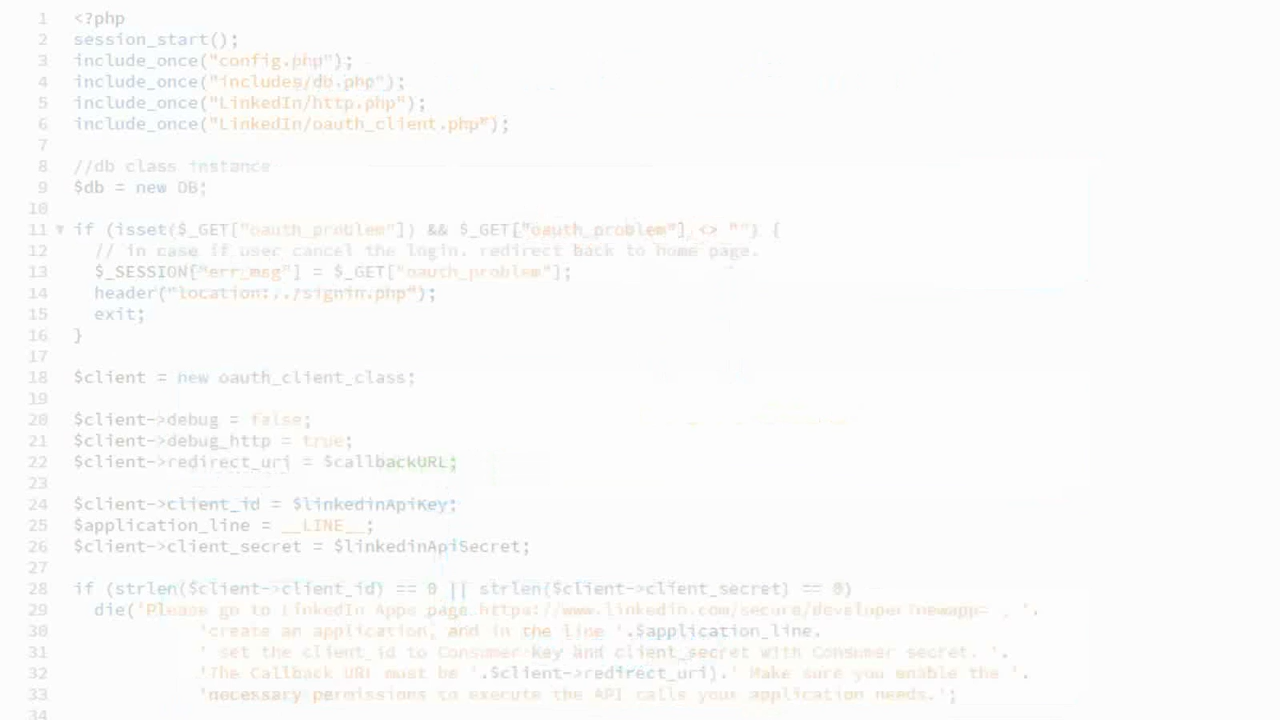 1 <?php
2 session_start();
3 include_once("config.php");
4 include_once("includes/db.php");
5 include_once("LinkedIn/http.php");
6 include_once("LinkedIn/oauth_client.php");
7
8 //db class instance
9 $db = new DB;
10
11 if (isset($_GET["oauth_problem"]) && $_GET["oauth_problem"] <> "") {
12 // in case if user cancel the login. redirect back to home page.
13 $_SESSION["err_msg"] = $_GET["oauth_problem"];
14 header("location:../signin.php");
15 exit;
16 }
17
18 $client = new oauth_client_class;
19
20 $client->debug = false;
21 $client->debug_http = true;
22 $client->redirect_uri = $callbackURL;
23
24 $client->client_id = $linkedinApiKey;
25 $application_line = __LINE__;
26 $client->client_secret = $linkedinApiSecret;
27
28 if (strlen($client->client_id) == 0 || strlen($client->client_secret) == 0)
29 die('Please go to LinkedIn Apps page https://www.linkedin.com/secure/developer?newapp= , '.
30 'create an application, and in the line '.$application_line.
31 ' set the client_id to Consumer key and client_secret with Consumer secret. '.
32 'The Callback URL must be '.$client->redirect_uri).' Make sure you enable the '.
33 'necessary permissions to execute the API calls your application needs.';
34